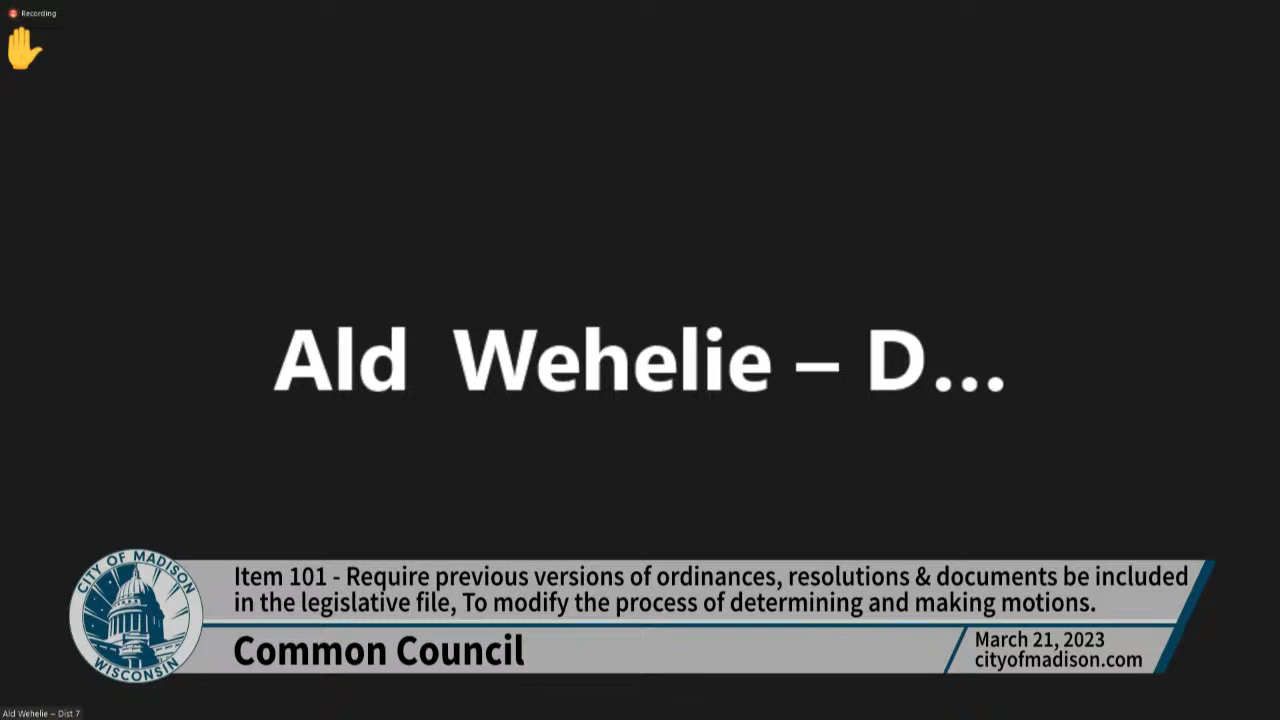 Recording
Ald Wehelie – D...
CITY OF MADISON
WISCONSIN
Item 101 - Require previous versions of ordinances, resolutions & documents be included
in the legislative file, To modify the process of determining and making motions.
Common Council
March 21, 2023
cityofmadison.com
Ald Wehelie – Dist 7